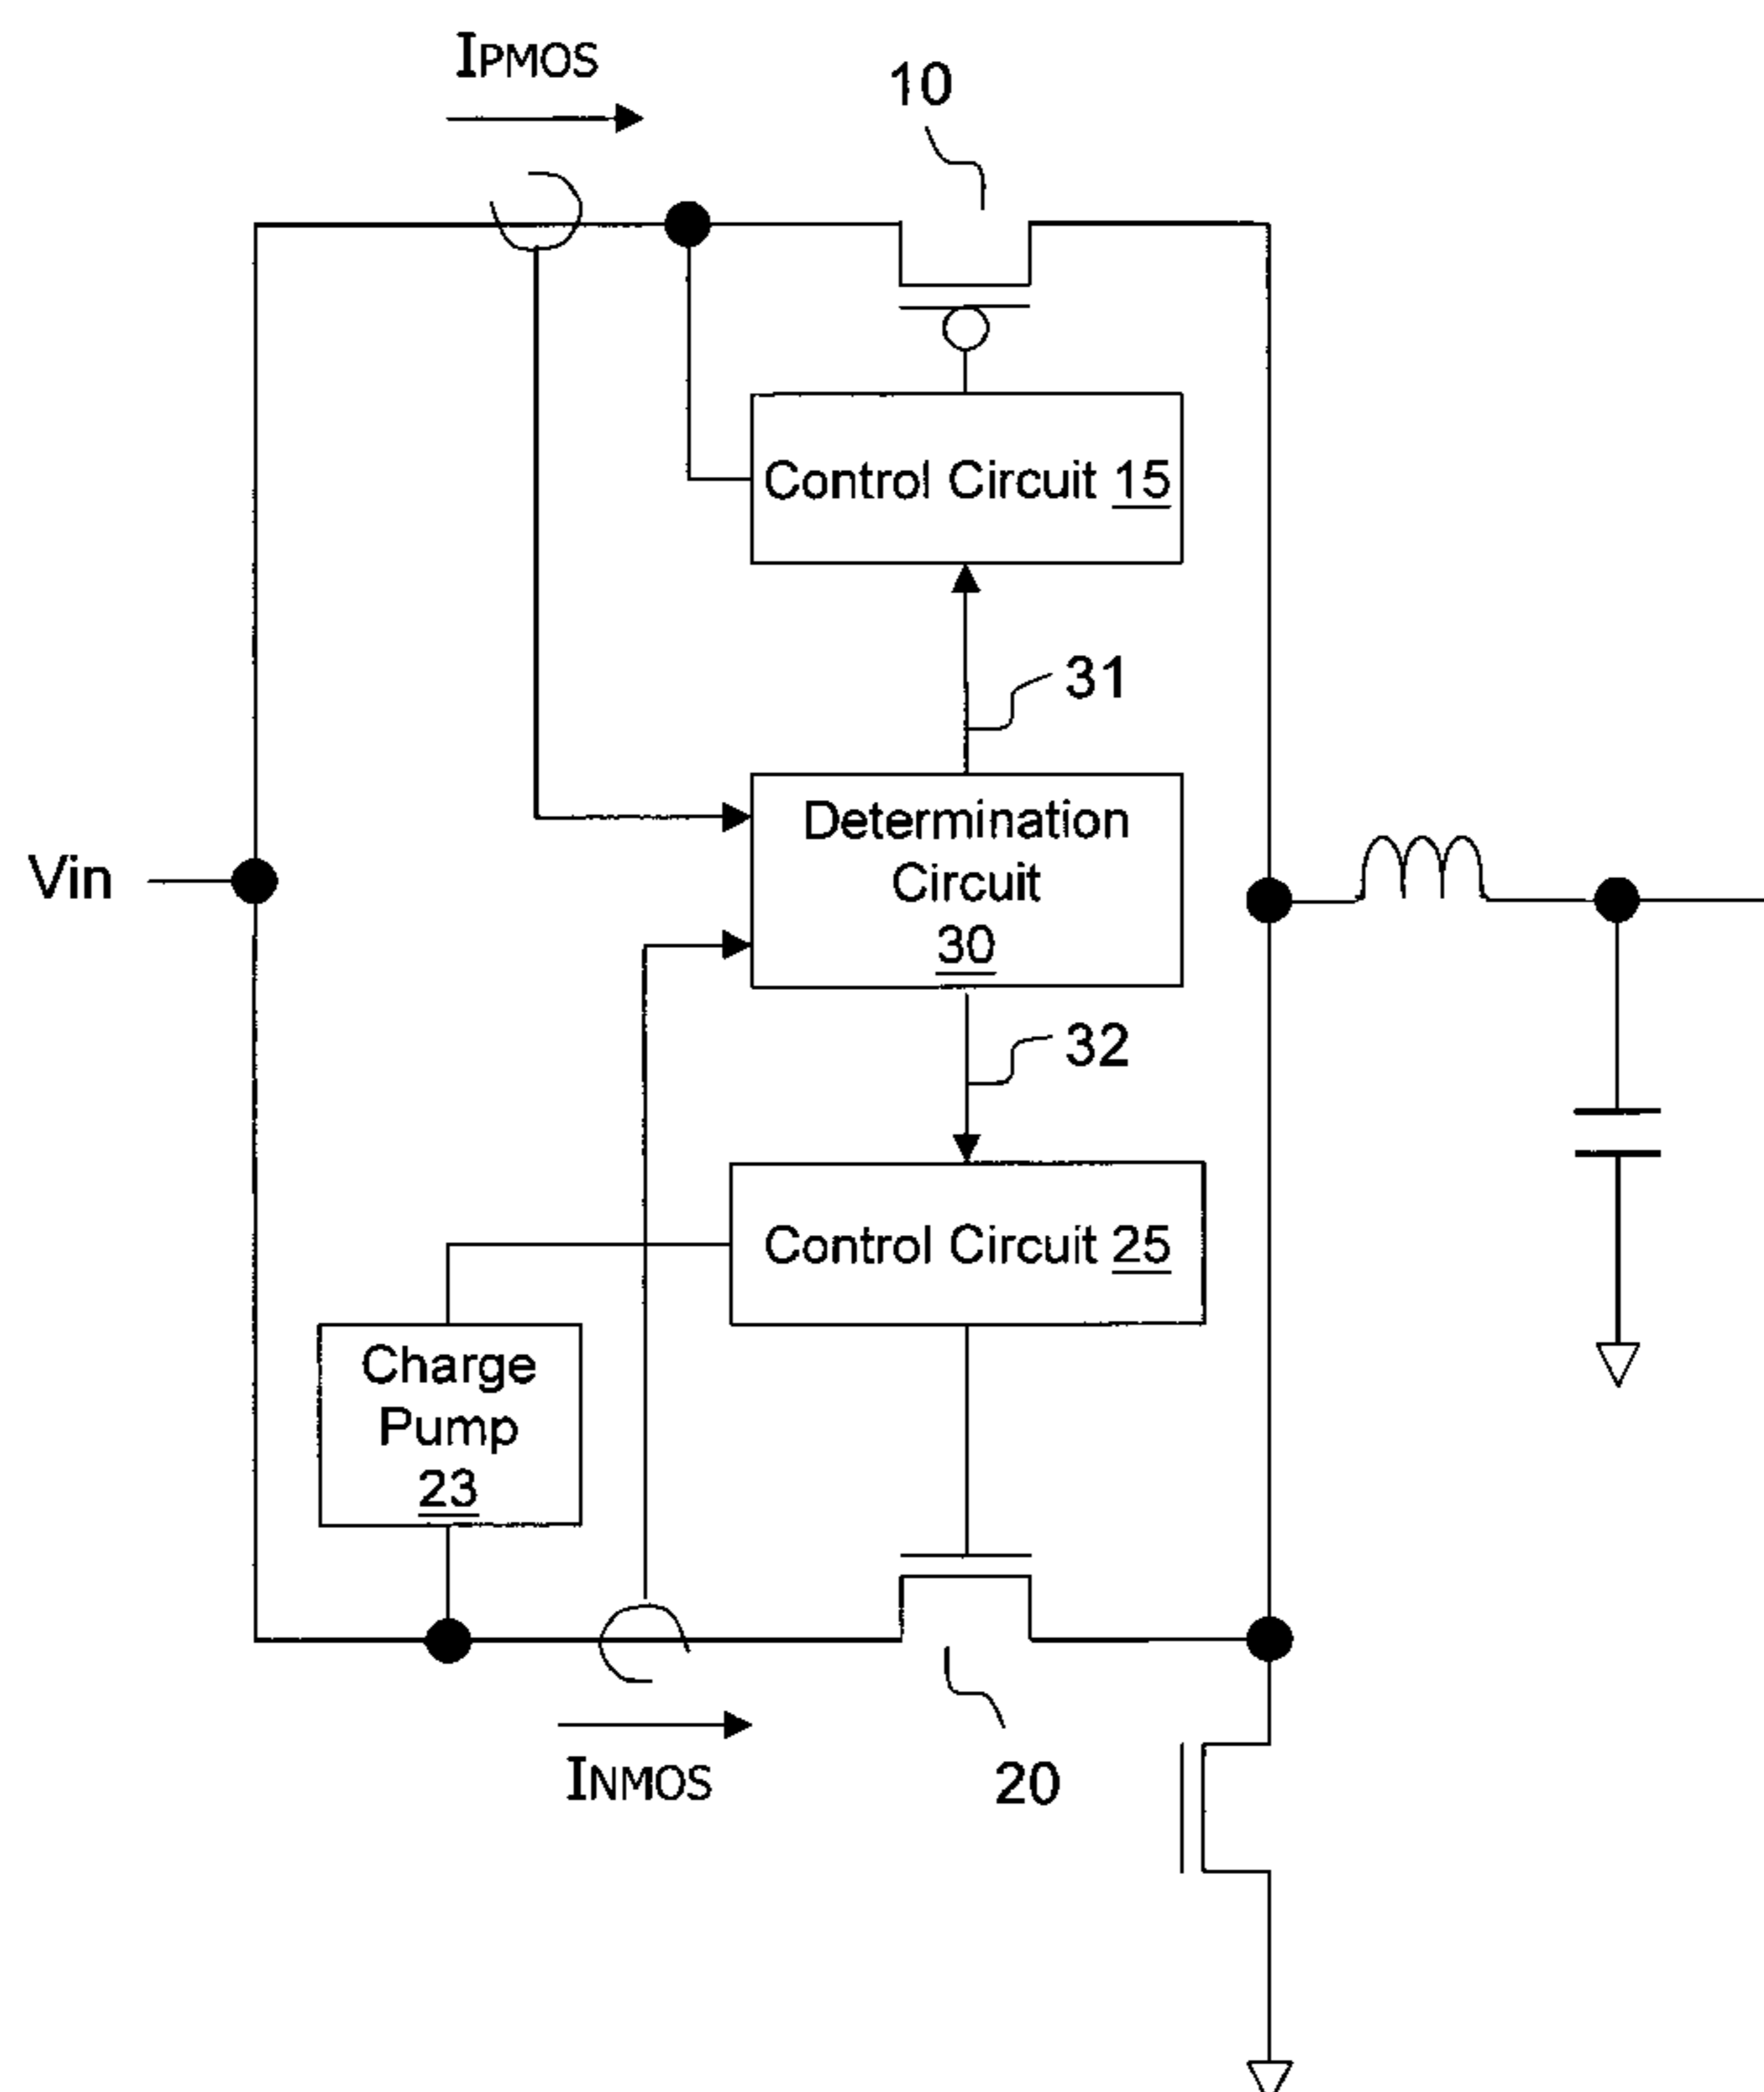 IPMOS
10
Control Circuit 15
31
Determination
Circuit
30
Vin
32
Control Circuit 25
Charge
Pump
23
INMOS
20